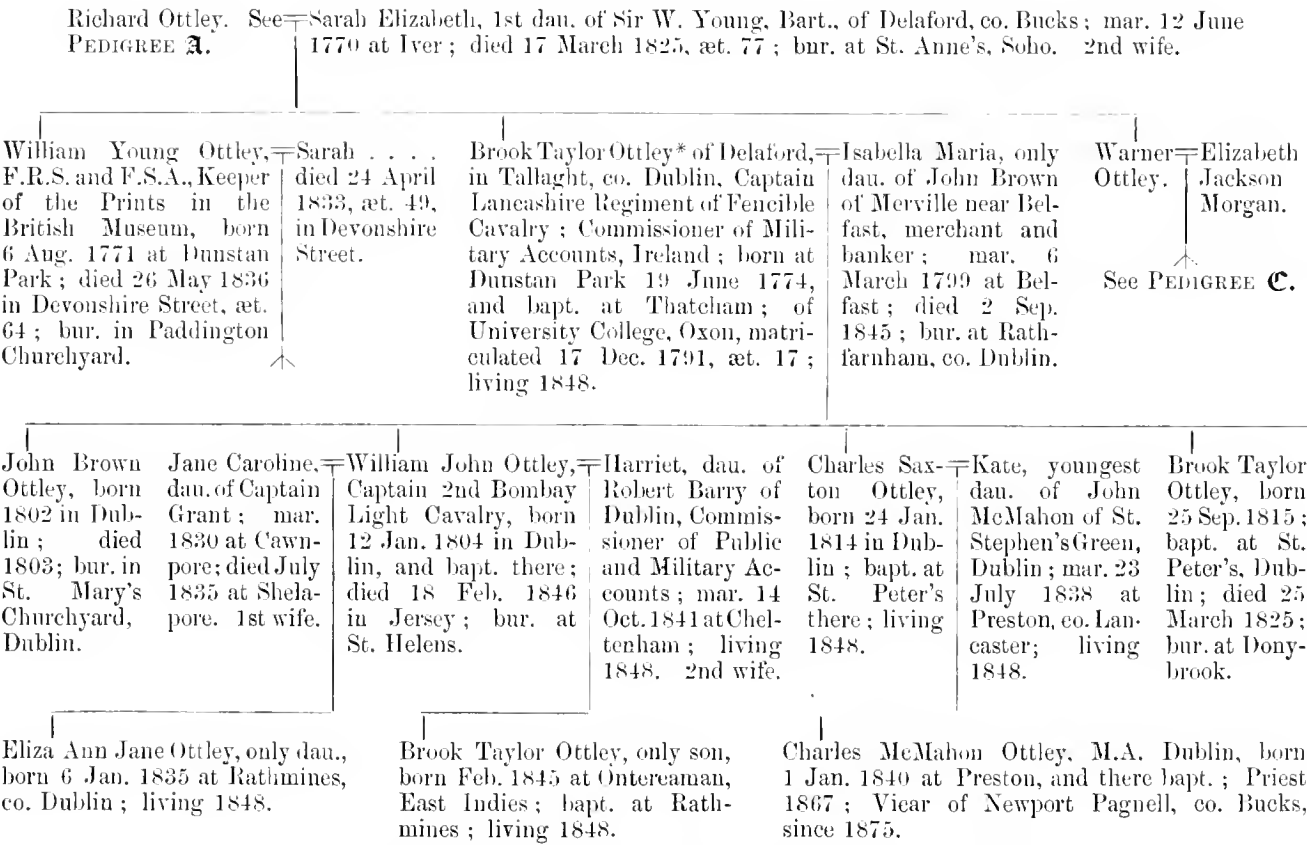 Richard Ottley. See Sarah Elizabeth, 1st dau. of Sir W. Young, Bart., of Delaford, co. Bucks; mar. 12 June
PEDIGREE A. 1770 at Iver; died 17 March 1825, æt. 77; bur. at St. Anne's, Soho. 2nd wife.
William Young Ottley,
F.R.S. and F.S.A., Keeper
of the Prints in the
British Museum, born
6 Aug. 1771 at Dunstan
Park; died 26 May 1836
in Devonshire Street, æt.
64; bur. in Paddington
Churchyard.
Sarah . . . .
died 24 April
1833, æt. 49,
in Devonshire
Street.
Brook Taylor Ottley* of Delaford,
in Tallaght, co. Dublin, Captain
Lancashire Regiment of Fencible
Cavalry; Commissioner of Mili-
tary Accounts, Ireland; born at
Dunstan Park 19 June 1774,
and bapt. at Thatcham; of
University College, Oxon, matri-
culated 17 Dec. 1791, æt. 17;
living 1848.
Isabella Maria, only
dau. of John Brown
of Merville near Bel-
fast, merchant and
banker; mar. 6
March 1799 at Bel-
fast; died 2 Sep.
1845; bur. at Rath-
farnham, co. Dublin.
Warner
Ottley.
Elizabeth
Jackson
Morgan.
See PEDIGREE C.
John Brown
Ottley, born
1802 in Dub-
lin; died
1803; bur. in
St. Mary's
Churchyard,
Dublin.
Jane Caroline,
dau. of Captain
Grant; mar.
1830 at Cawn-
pore; died July
1835 at Shela-
pore. 1st wife.
William John Ottley,
Captain 2nd Bombay
Light Cavalry, born
12 Jan. 1804 in Dub-
lin, and bapt. there;
died 18 Feb. 1846
in Jersey; bur. at
St. Helens.
Harriet, dau. of
Robert Barry of
Dublin, Commis-
sioner of Public
and Military Ac-
counts; mar. 14
Oct. 1841 at Chel-
tenham; living
1848. 2nd wife.
Charles Sax-
ton Ottley,
born 24 Jan.
1814 in Dub-
lin; bapt. at
St. Peter's
there; living
1848.
Kate, youngest
dau. of John
McMahon of St.
Stephen's Green,
Dublin; mar. 23
July 1838 at
Preston, co. Lan-
caster; living
1848.
Brook Taylor
Ottley, born
25 Sep. 1815;
bapt. at St.
Peter's, Dub-
lin; died 25
March 1825;
bur. at Dony-
brook.
Eliza Ann Jane Ottley, only dau.,
born 6 Jan. 1835 at Rathmines,
co. Dublin; living 1848.
Brook Taylor Ottley, only son,
born Feb. 1845 at Ontereaman,
East Indies; bapt. at Rath-
mines; living 1848.
Charles McMahon Ottley, M.A. Dublin, born
1 Jan. 1840 at Preston, and there bapt.; Priest
1867; Vicar of Newport Pagnell, co. Bucks,
since 1875.